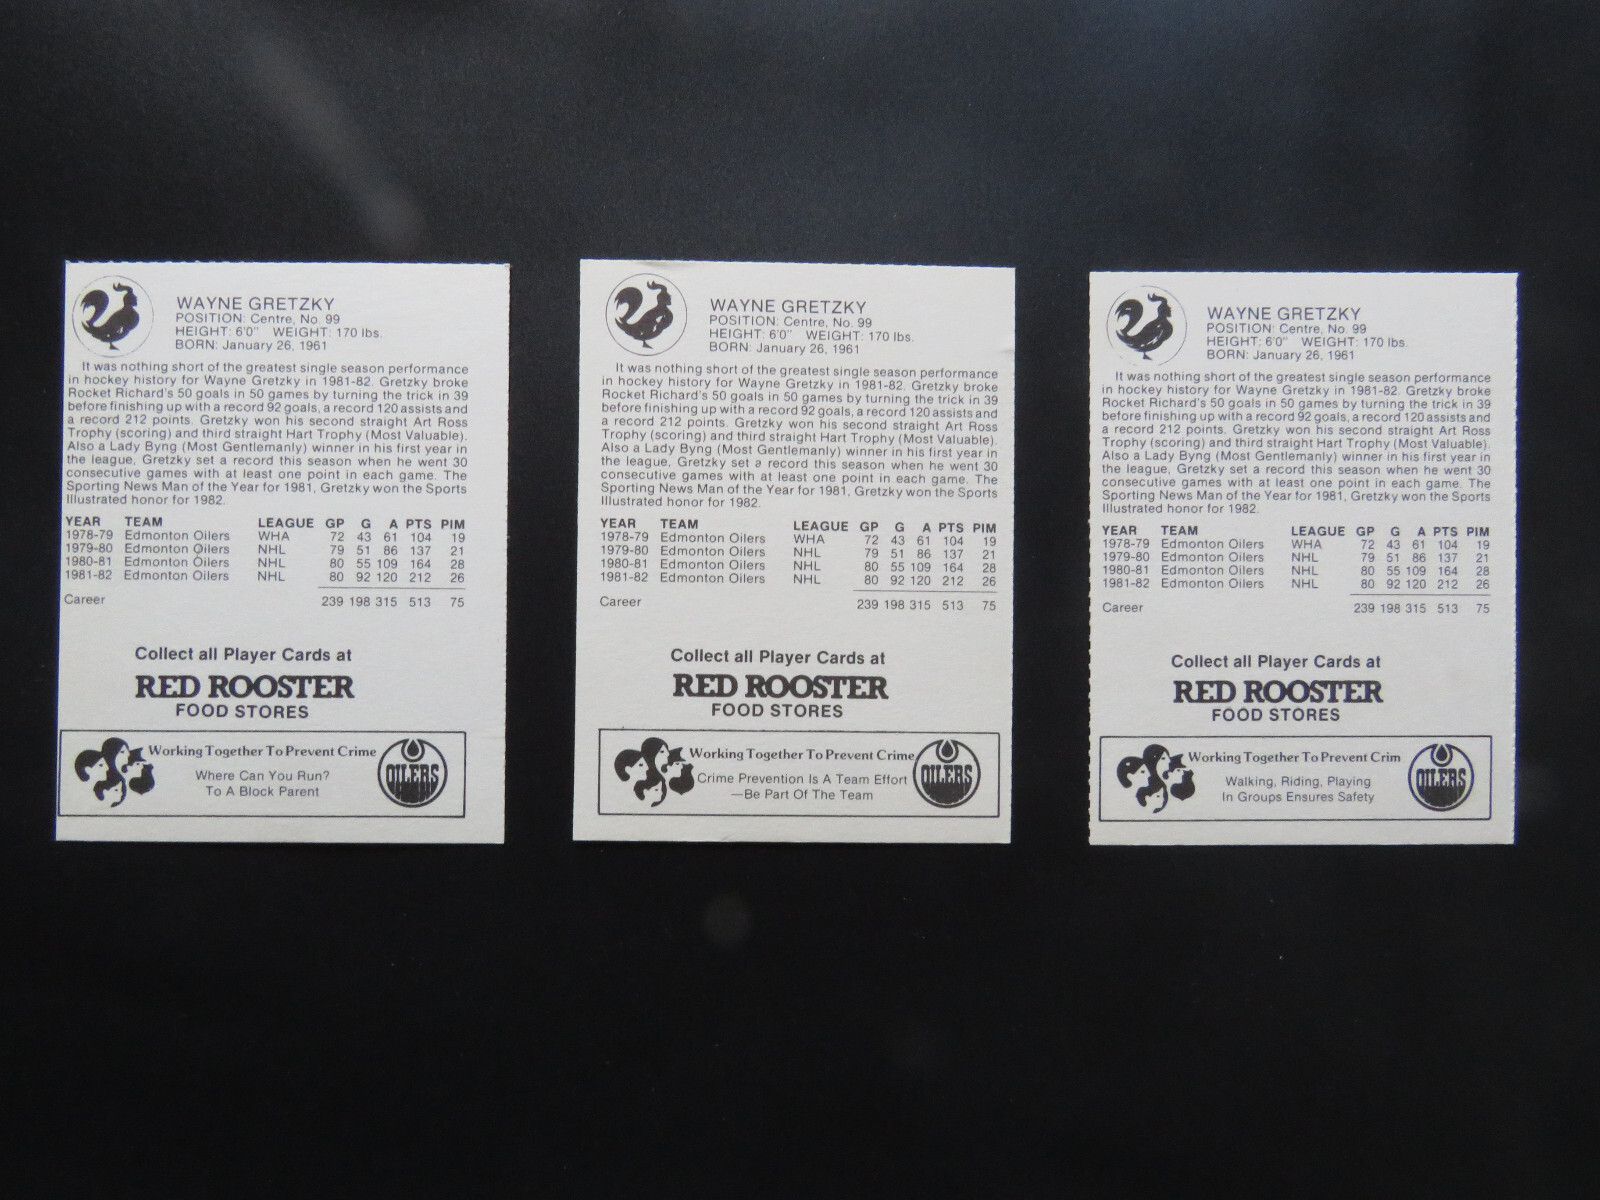 WAYNE GRETZKY
POSITION: Centre, No. 99
HEIGHT: 6'0" WEIGHT: 170 lbs.
BORN: January 26, 1961
It was nothing short of the greatest single season performance
in hockey history for Wayne Gretzky in 1981-82. Gretzky broke
Rocket Richard's 50 goals in 50 games by turning the trick in 39
before finishing up with a record 92 goals, a record 120 assists and
a record 212 points. Gretzky won his second straight Art Ross
Trophy (scoring) and third straight Hart Trophy (Most Valuable).
Also a Lady Byng (Most Gentlemanly) winner in his first year in
the league, Gretzky set a record this season when he went 30
consecutive games with at least one point in each game. The
Sporting News Man of the Year for 1981, Gretzky won the Sports
Illustrated honor for 1982.
YEAR TEAM LEAGUE GP G A PTS PIM
1978-79 Edmonton Oilers WHA 72 43 61 104 19
1979-80 Edmonton Oilers NHL 79 51 86 137 21
1980-81 Edmonton Oilers NHL 80 55 109 164 28
1981-82 Edmonton Oilers NHL 80 92 120 212 26
Career 239 198 315 513 75
Collect all Player Cards at
RED ROOSTER
FOOD STORES
Working Together To Prevent Crime
Where Can You Run?
To A Block Parent
OILERS
WAYNE GRETZKY
POSITION: Centre, No. 99
HEIGHT: 6'0" WEIGHT: 170 lbs.
BORN: January 26, 1961
It was nothing short of the greatest single season performance
in hockey history for Wayne Gretzky in 1981-82. Gretzky broke
Rocket Richard's 50 goals in 50 games by turning the trick in 39
before finishing up with a record 92 goals, a record 120 assists and
a record 212 points. Gretzky won his second straight Art Ross
Trophy (scoring) and third straight Hart Trophy (Most Valuable).
Also a Lady Byng (Most Gentlemanly) winner in his first year in
the league, Gretzky set a record this season when he went 30
consecutive games with at least one point in each game. The
Sporting News Man of the Year for 1981, Gretzky won the Sports
Illustrated honor for 1982.
YEAR TEAM LEAGUE GP G A PTS PIM
1978-79 Edmonton Oilers WHA 72 43 61 104 19
1979-80 Edmonton Oilers NHL 79 51 86 137 21
1980-81 Edmonton Oilers NHL 80 55 109 164 28
1981-82 Edmonton Oilers NHL 80 92 120 212 26
Career 239 198 315 513 75
Collect all Player Cards at
RED ROOSTER
FOOD STORES
Working Together To Prevent Crime
Crime Prevention Is A Team Effort
—Be Part Of The Team
OILERS
WAYNE GRETZKY
POSITION: Centre, No. 99
HEIGHT: 6'0" WEIGHT: 170 lbs.
BORN: January 26, 1961
It was nothing short of the greatest single season performance
in hockey history for Wayne Gretzky in 1981-82. Gretzky broke
Rocket Richard's 50 goals in 50 games by turning the trick in 39
before finishing up with a record 92 goals, a record 120 assists and
a record 212 points. Gretzky won his second straight Art Ross
Trophy (scoring) and third straight Hart Trophy (Most Valuable).
Also a Lady Byng (Most Gentlemanly) winner in his first year in
the league, Gretzky set a record this season when he went 30
consecutive games with at least one point in each game. The
Sporting News Man of the Year for 1981, Gretzky won the Sports
Illustrated honor for 1982.
YEAR TEAM LEAGUE GP G A PTS PIM
1978-79 Edmonton Oilers WHA 72 43 61 104 19
1979-80 Edmonton Oilers NHL 79 51 86 137 21
1980-81 Edmonton Oilers NHL 80 55 109 164 28
1981-82 Edmonton Oilers NHL 80 92 120 212 26
Career 239 198 315 513 75
Collect all Player Cards at
RED ROOSTER
FOOD STORES
Working Together To Prevent Crim
Walking, Riding, Playing
In Groups Ensures Safety
OILERS